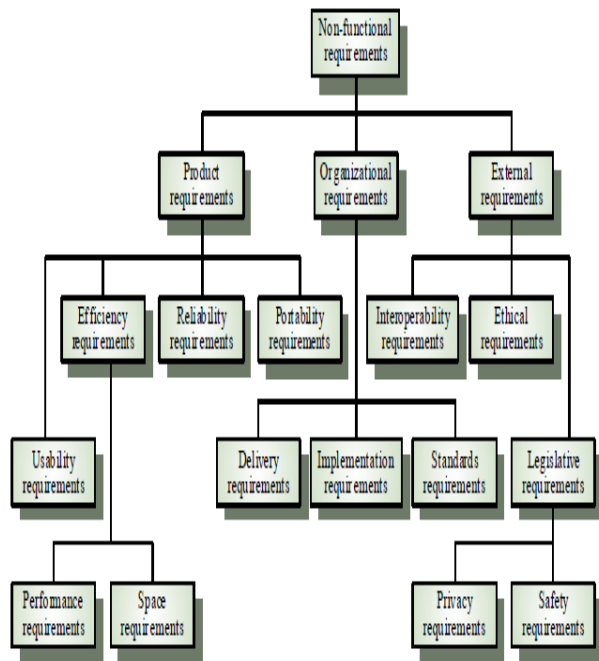 Non-functional
requirements
Product
requirements
Organizational
requirements
External
requirements
Efficiency
requirements
Reliability
requirements
Portability
requirements
Interoperability
requirements
Ethical
requirements
Usability
requirements
Delivery
requirements
Implementation
requirements
Standards
requirements
Legislative
requirements
Performance
requirements
Space
requirements
Privacy
requirements
Safety
requirements